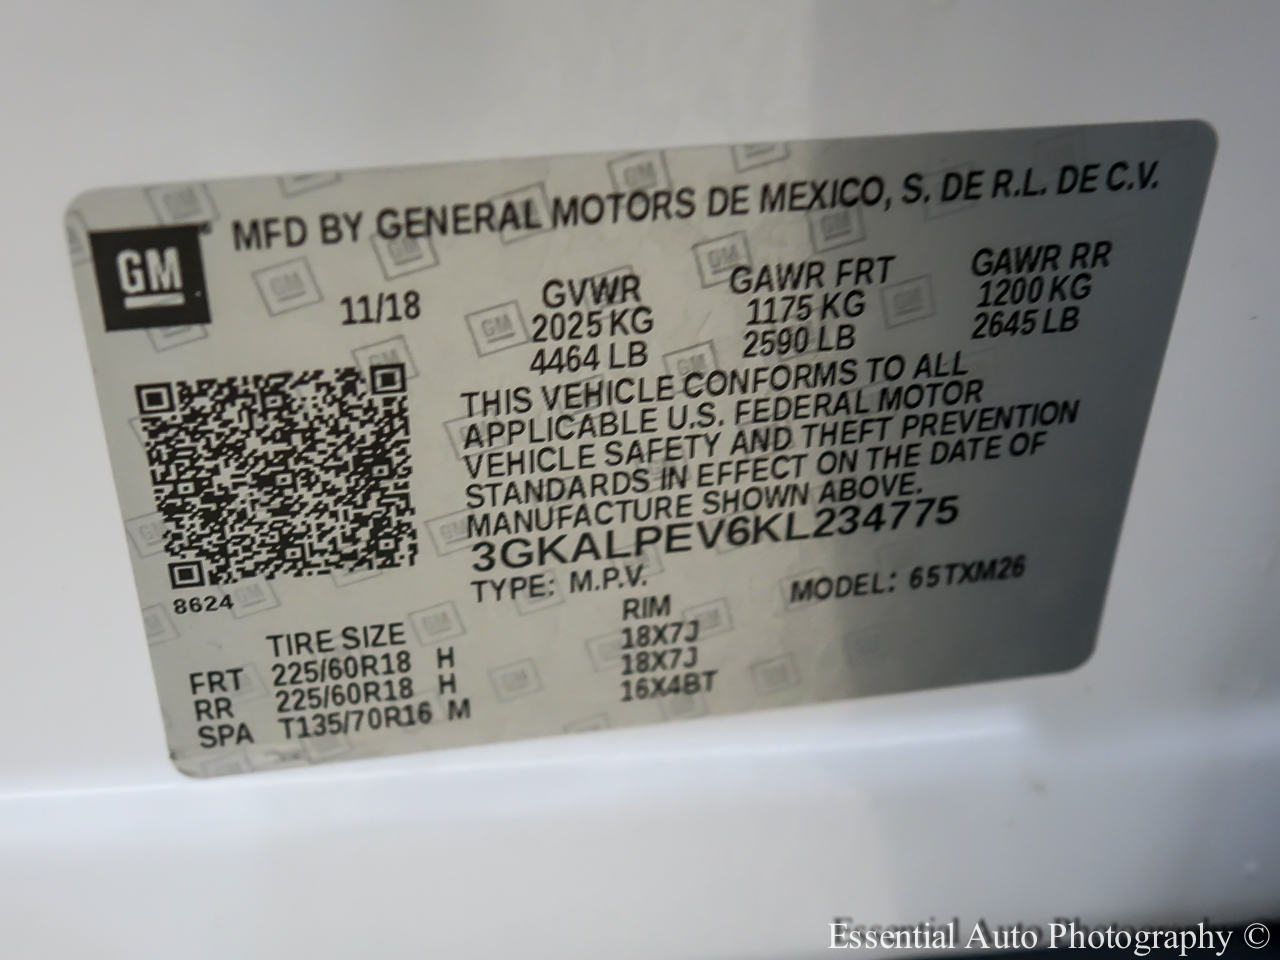 GM
MFD BY GENERAL MOTORS DE MEXICO, S. DE R.L. DE C.V.
11/18
GVWR GAWR FRT GAWR RR
2025 KG 1175 KG 1200 KG
4464 LB 2590 LB 2645 LB
THIS VEHICLE CONFORMS TO ALL
APPLICABLE U.S. FEDERAL MOTOR
VEHICLE SAFETY AND THEFT PREVENTION
STANDARDS IN EFFECT ON THE DATE OF
MANUFACTURE SHOWN ABOVE.
3GKALPEV6KL234775
TYPE: M.P.V. MODEL: 65TXM26
8624
TIRE SIZE RIM
FRT 225/60R18 H 18X7J
RR 225/60R18 H 18X7J
SPA T135/70R16 M 16X4BT
Essential Auto Photography ©